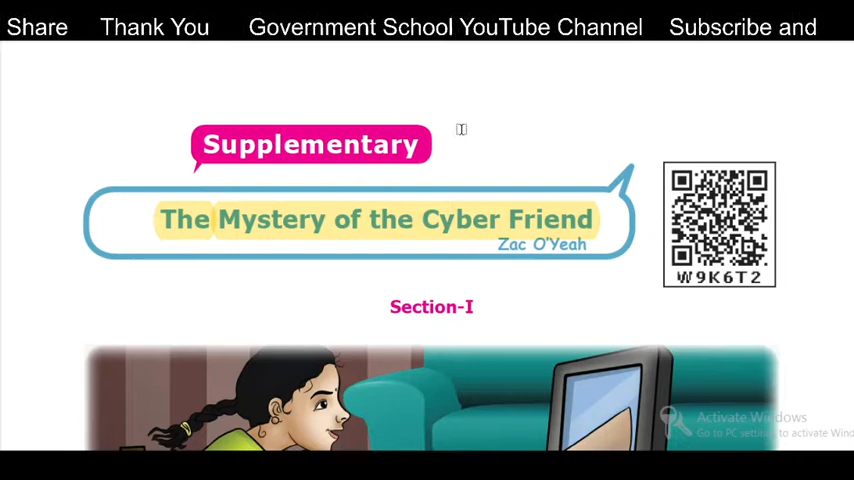 Share Thank You Government School YouTube Channel Subscribe and
Supplementary
The Mystery of the Cyber Friend
Zac O'Yeah
W9K6T2
Section-I
Activate Windows
Go to PC settings to activate Wind